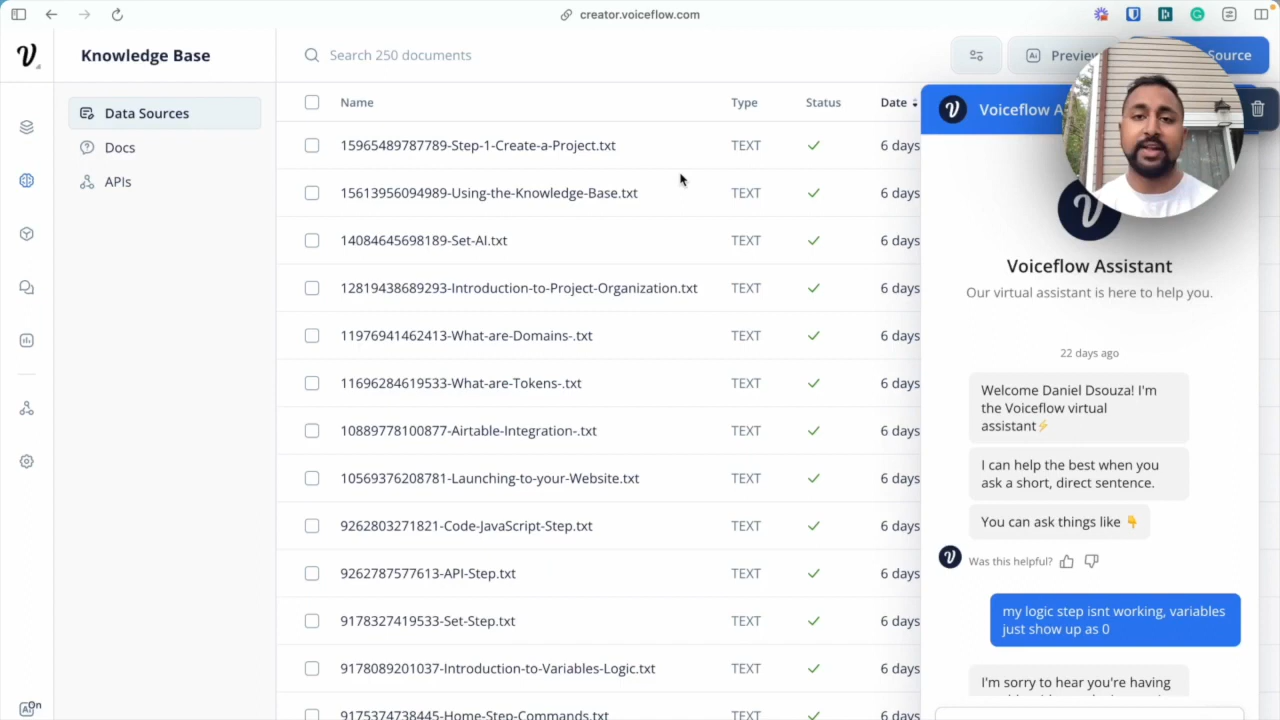 creator.voiceflow.com
Knowledge Base
Search 250 documents
Preview
Source
Data Sources
Docs
APIs
Name Type Status Date
15965489787789-Step-1-Create-a-Project.txt TEXT 6 days
15613956094989-Using-the-Knowledge-Base.txt TEXT 6 days
14084645698189-Set-AI.txt TEXT 6 days
12819438689293-Introduction-to-Project-Organization.txt TEXT 6 days
11976941462413-What-are-Domains-.txt TEXT 6 days
11696284619533-What-are-Tokens-.txt TEXT 6 days
10889778100877-Airtable-Integration-.txt TEXT 6 days
10569376208781-Launching-to-your-Website.txt TEXT 6 days
9262803271821-Code-JavaScript-Step.txt TEXT 6 days
9262787577613-API-Step.txt TEXT 6 days
9178327419533-Set-Step.txt TEXT 6 days
9178089201037-Introduction-to-Variables-Logic.txt TEXT 6 days
9175374738445-Home-Step-Commands.txt TEXT 6 days
On
Voiceflow A
Voiceflow Assistant
Our virtual assistant is here to help you.
22 days ago
Welcome Daniel Dsouza! I'm
the Voiceflow virtual
assistant⚡
I can help the best when you
ask a short, direct sentence.
You can ask things like 👇
Was this helpful?
my logic step isnt working, variables
just show up as 0
I'm sorry to hear you're having